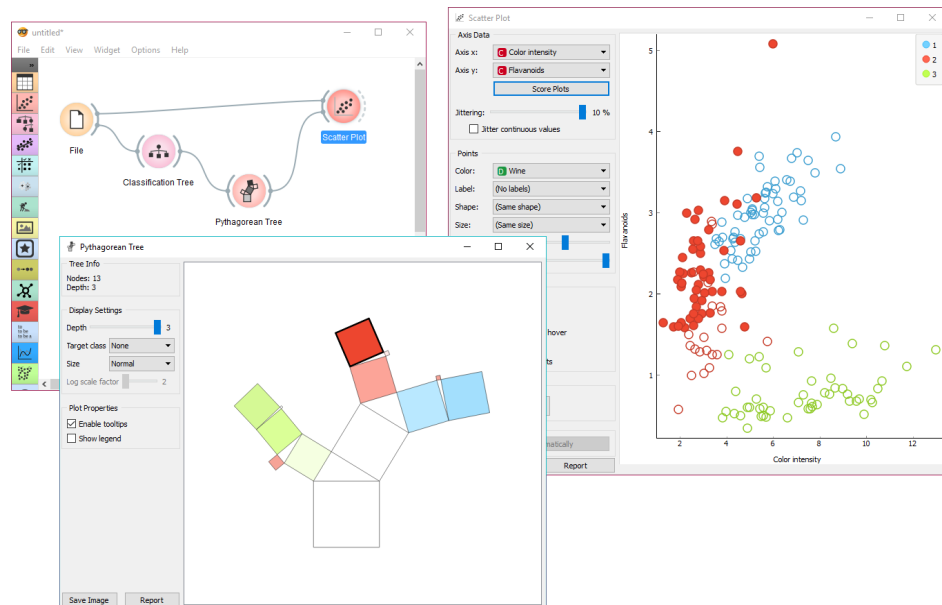 untitled*
File Edit View Widget Options Help
File
Classification Tree
Pythagorean Tree
Scatter Plot
Scatter Plot
Axis Data
Axis x: C Color intensity
Axis y: C Flavanoids
Score Plots
Jittering: 10 %
Jitter continuous values
Points
Color: D Wine
Label: (No labels)
Shape: (Same shape)
Size: (Same size)
hover
ts
matically
Report
Flavanoids
5
4
3
2
1
2 4 6 8 10 12
Color intensity
1
2
3
Pythagorean Tree
Tree Info
Nodes: 13
Depth: 3
Display Settings
Depth 3
Target class None
Size Normal
Log scale factor 2
Plot Properties
Enable tooltips
Show legend
Save Image Report